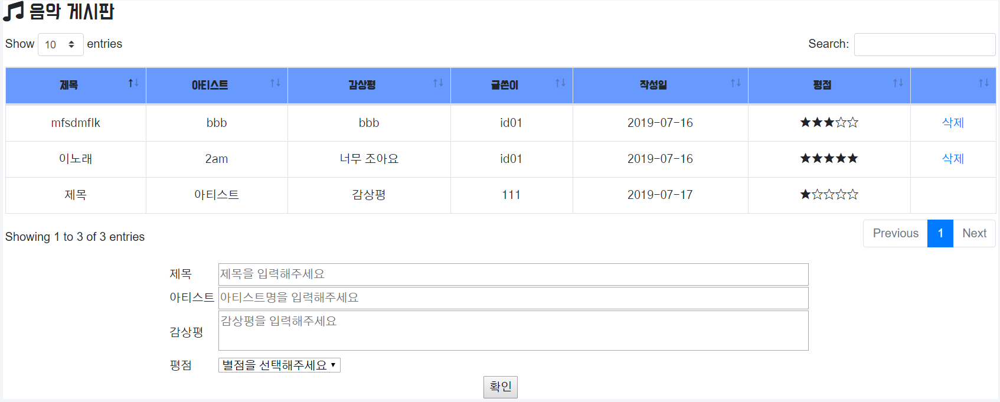 음악 게시판
Show 10 entries Search:
제목 아티스트 감상평 글쓴이 작성일 평점
mfsdmflk bbb bbb id01 2019-07-16 ★★★☆☆ 삭제
이노래 2am 너무 조아요 id01 2019-07-16 ★★★★★ 삭제
제목 아티스트 감상평 111 2019-07-17 ★☆☆☆☆
Showing 1 to 3 of 3 entries Previous 1 Next
제목 제목을 입력해주세요
아티스트 아티스트명을 입력해주세요
감상평 감상평을 입력해주세요
평점 별점을 선택해주세요
확인